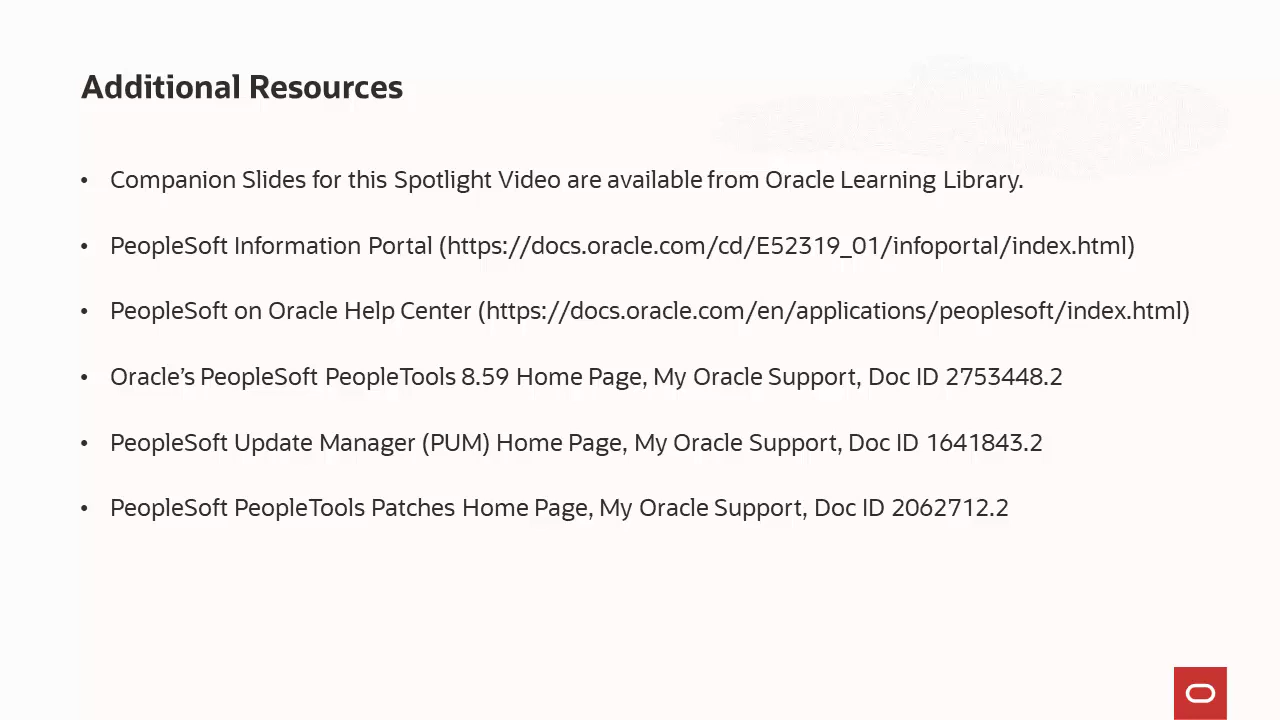 Additional Resources
• Companion Slides for this Spotlight Video are available from Oracle Learning Library.
• PeopleSoft Information Portal (https://docs.oracle.com/cd/E52319_01/infoportal/index.html)
• PeopleSoft on Oracle Help Center (https://docs.oracle.com/en/applications/peoplesoft/index.html)
• Oracle’s PeopleSoft PeopleTools 8.59 Home Page, My Oracle Support, Doc ID 2753448.2
• PeopleSoft Update Manager (PUM) Home Page, My Oracle Support, Doc ID 1641843.2
• PeopleSoft PeopleTools Patches Home Page, My Oracle Support, Doc ID 2062712.2